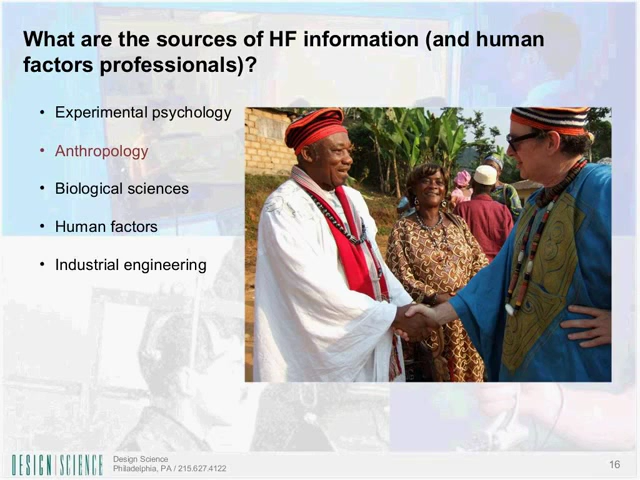 What are the sources of HF information (and human
factors professionals)?
• Experimental psychology
• Anthropology
• Biological sciences
• Human factors
• Industrial engineering
DESIGN|SCIENCE
Design Science
Philadelphia, PA / 215.627.4122
16